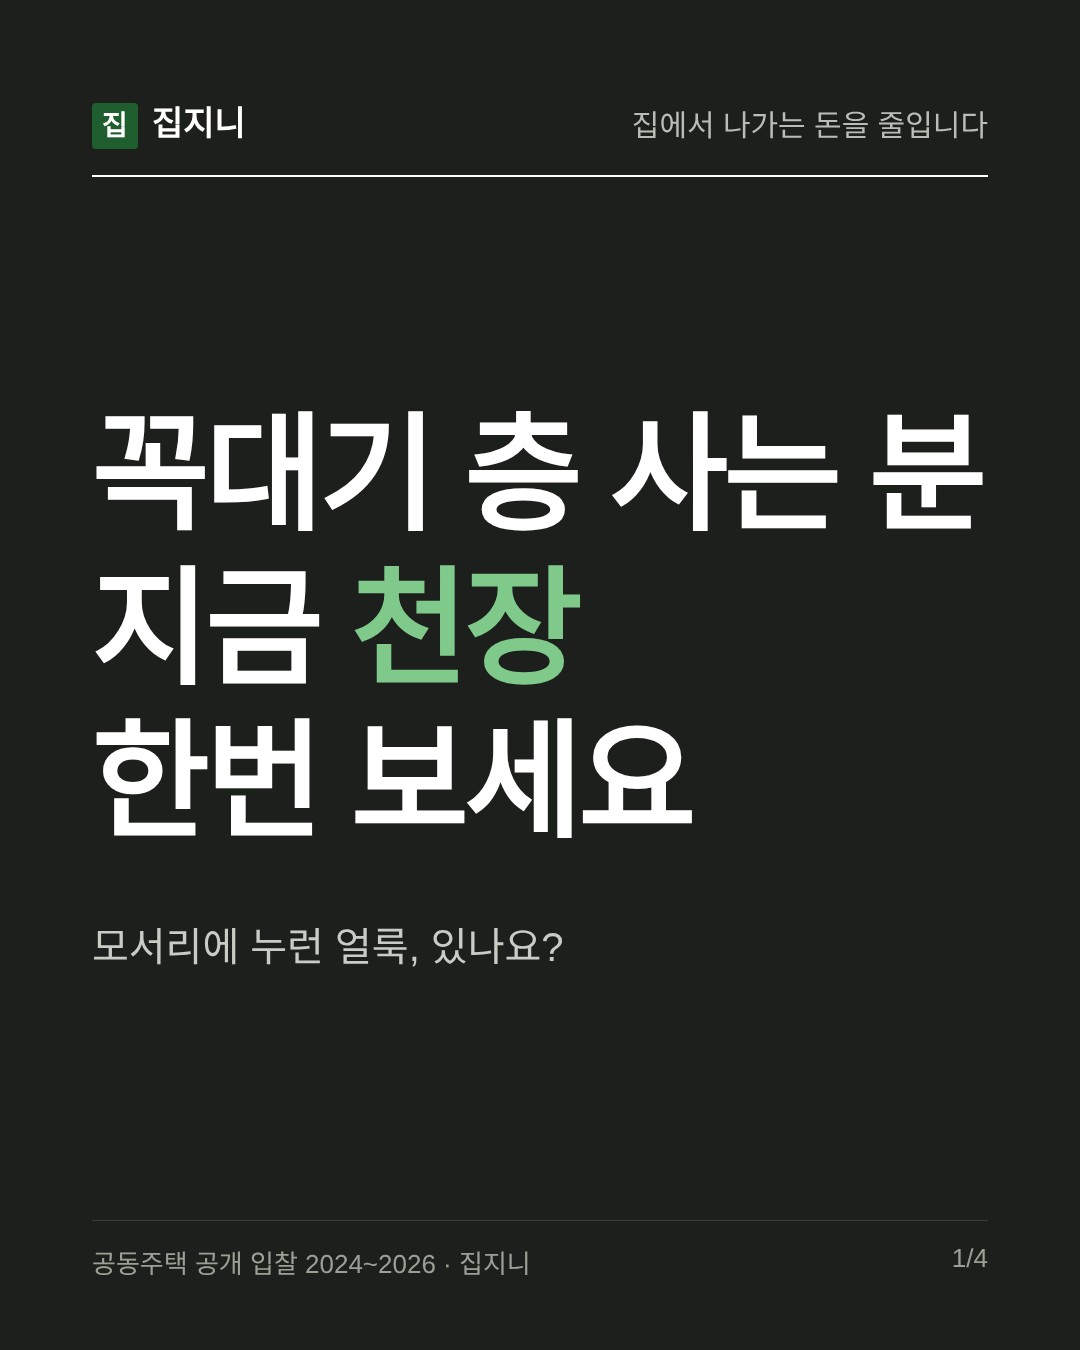 집 집지니
집에서 나가는 돈을 줄입니다
꼭대기 층 사는 분
지금 천장
한번 보세요
모서리에 누런 얼룩, 있나요?
공동주택 공개 입찰 2024~2026 · 집지니
1/4